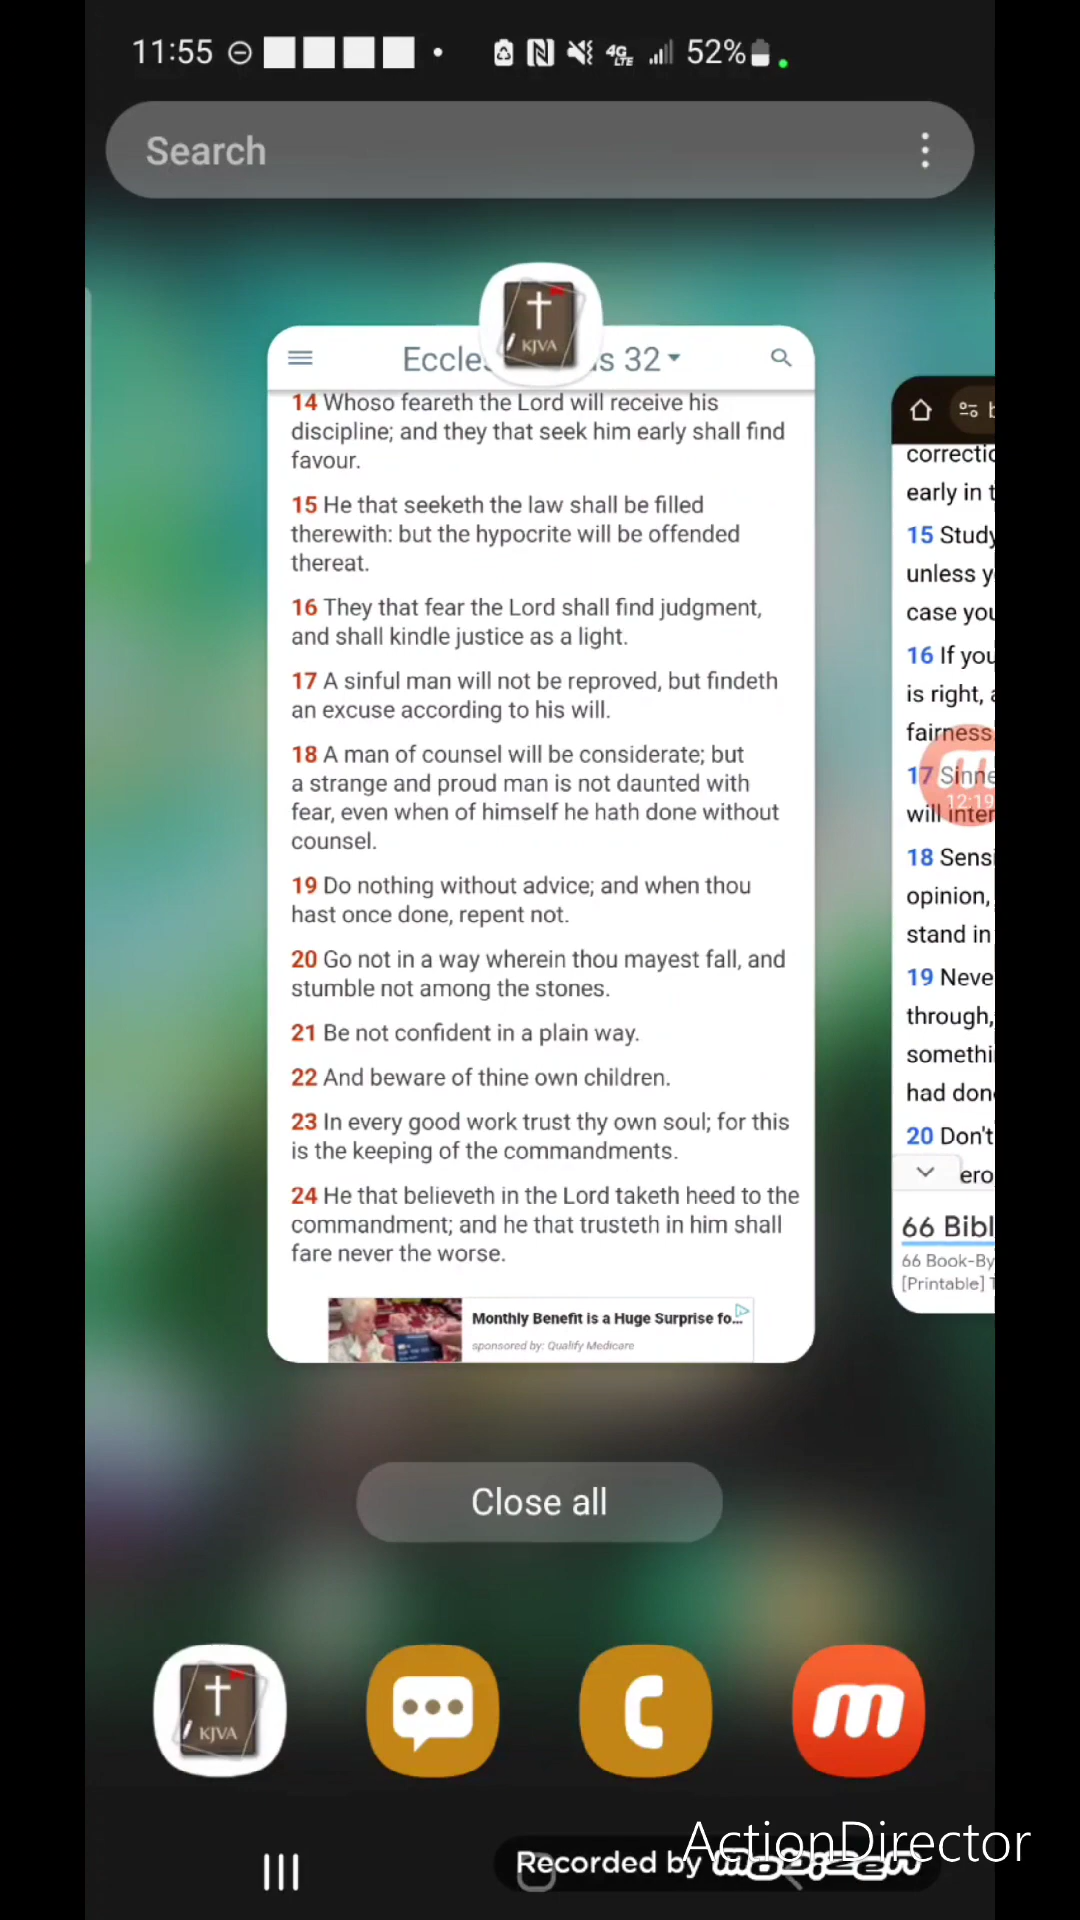 11:55
4G LTE
52%
Search
KJVA
32
14 Whoso feareth the Lord will receive his
discipline; and they that seek him early shall find
favour.
15 He that seeketh the law shall be filled
therewith: but the hypocrite will be offended
thereat.
16 They that fear the Lord shall find judgment,
and shall kindle justice as a light.
17 A sinful man will not be reproved, but findeth
an excuse according to his will.
18 A man of counsel will be considerate; but
a strange and proud man is not daunted with
fear, even when of himself he hath done without
counsel.
19 Do nothing without advice; and when thou
hast once done, repent not.
20 Go not in a way wherein thou mayest fall, and
stumble not among the stones.
21 Be not confident in a plain way.
22 And beware of thine own children.
23 In every good work trust thy own soul; for this
is the keeping of the commandments.
24 He that believeth in the Lord taketh heed to the
commandment; and he that trusteth in him shall
fare never the worse.
Monthly Benefit is a Huge Surprise fo...
sponsored by: Qualify Medicare
correctio
early in t
15 Study
unless y
case you
16 If you
is right, a
fairness
17 Sinne
12:19
will inter
18 Sensi
opinion,
stand in
19 Neve
through,
somethi
had don
20 Don't
ero
66 Bibl
66 Book-By
[Printable] T
Close all
KJVA
m
ActionDirector
Recorded by mobizen